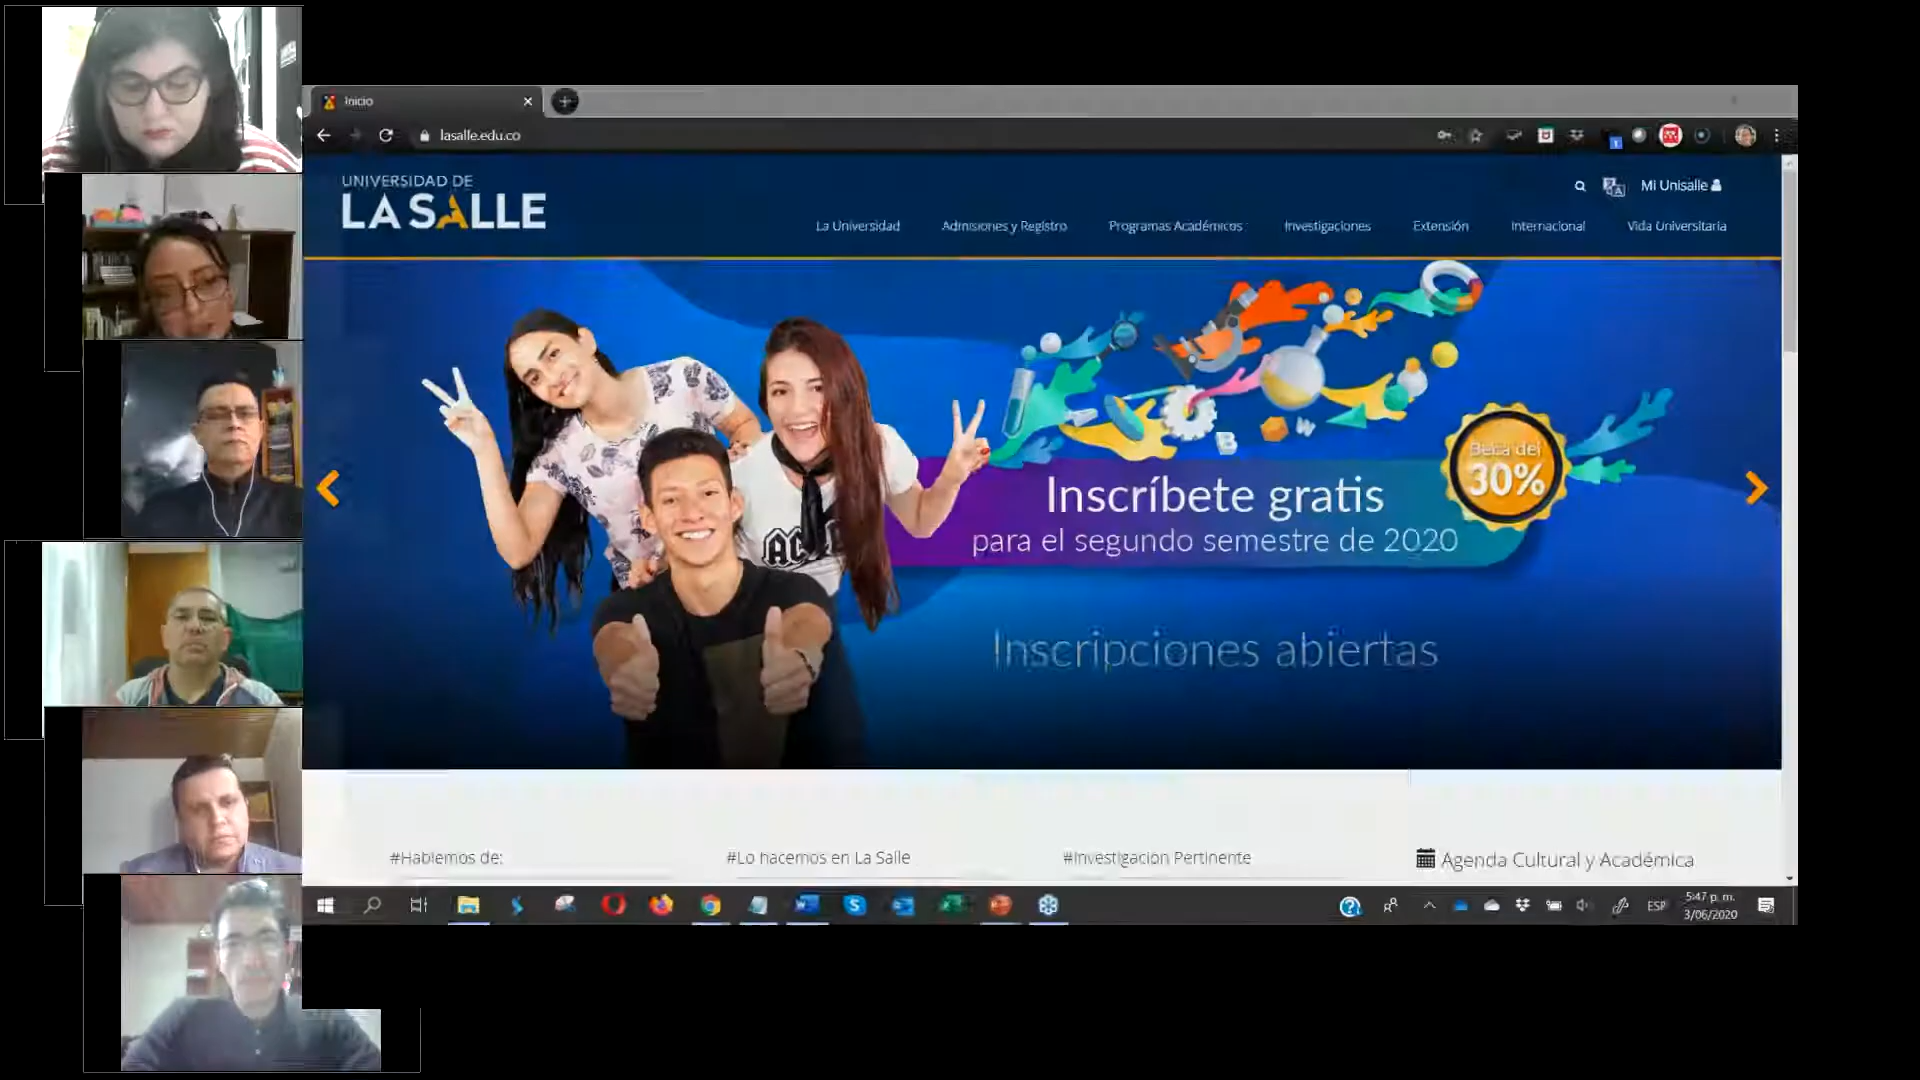 Inicio
lasalle.edu.co
UNIVERSIDAD DE
LA SALLE
Mi Unisalle
La Universidad
Admisiones y Registro
Programas Académicos
Investigaciones
Extensión
Internacional
Vida Universitaria
Beca del
30%
Inscríbete gratis
para el segundo semestre de 2020
Inscripciones abiertas
#Hablemos de:
#Lo hacemos en La Salle
#Investigacion Pertinente
Agenda Cultural y Académica
ESP
5:47 p. m.
3/06/2020